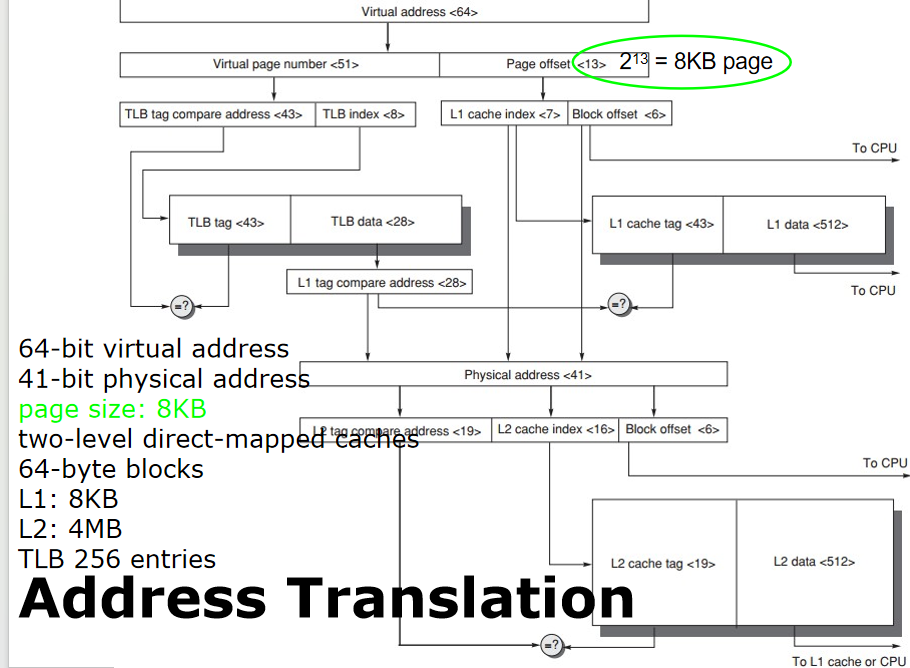 Virtual address <64>
Virtual page number <51>
Page offset <13>
2¹³ = 8KB page
TLB tag compare address <43>
TLB index <8>
L1 cache index <7>
Block offset <6>
To CPU
TLB tag <43>
TLB data <28>
L1 cache tag <43>
L1 data <512>
L1 tag compare address <28>
To CPU
=?
=?
64-bit virtual address
41-bit physical address
page size: 8KB
two-level direct-mapped caches
64-byte blocks
L1: 8KB
L2: 4MB
TLB 256 entries
Physical address <41>
L2 tag compare address <19>
L2 cache index <16>
Block offset <6>
To CPU
L2 cache tag <19>
L2 data <512>
Address Translation
=?
To L1 cache or CPU